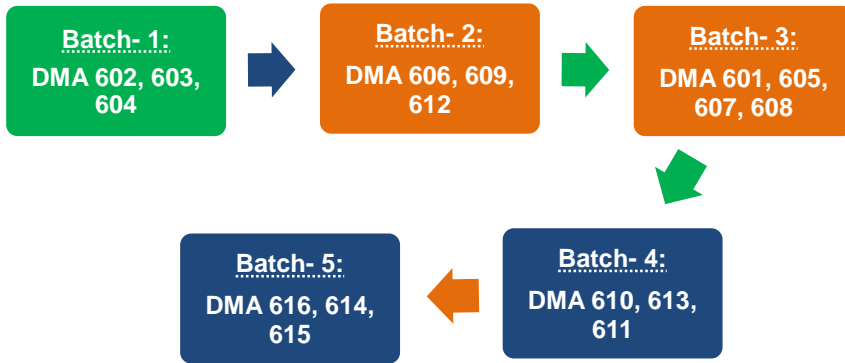 Batch- 1:
DMA 602, 603,
604
Batch- 2:
DMA 606, 609,
612
Batch- 3:
DMA 601, 605,
607, 608
Batch- 4:
DMA 610, 613,
611
Batch- 5:
DMA 616, 614,
615